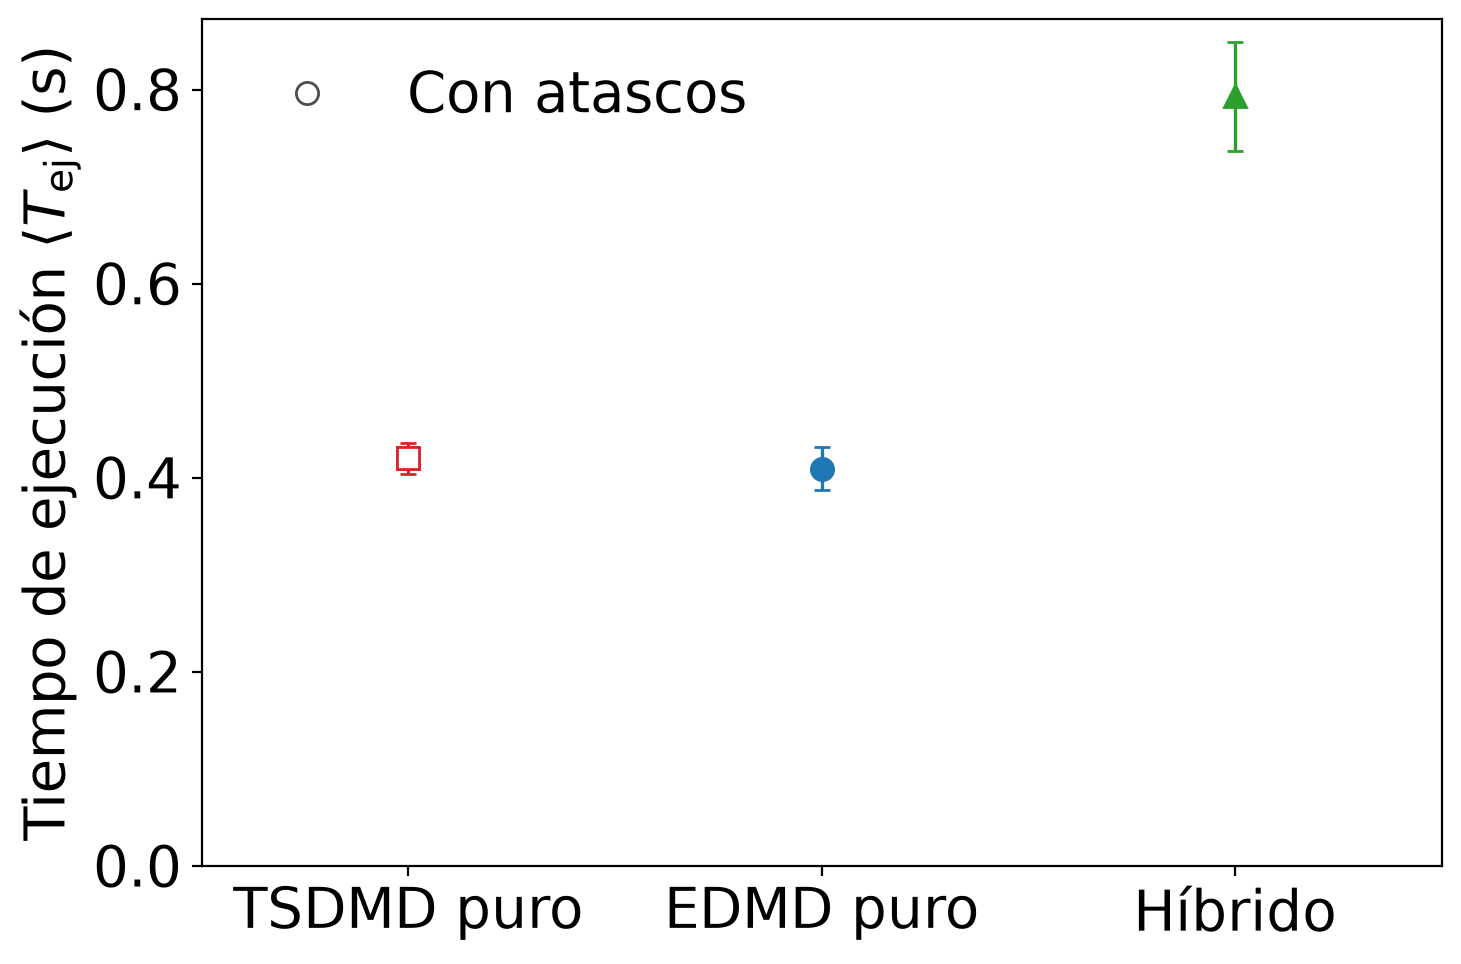 Tiempo de ejecución ⟨T_ej⟩ (s)
0.8
0.6
0.4
0.2
0.0
Con atascos
TSDMD puro
EDMD puro
Híbrido